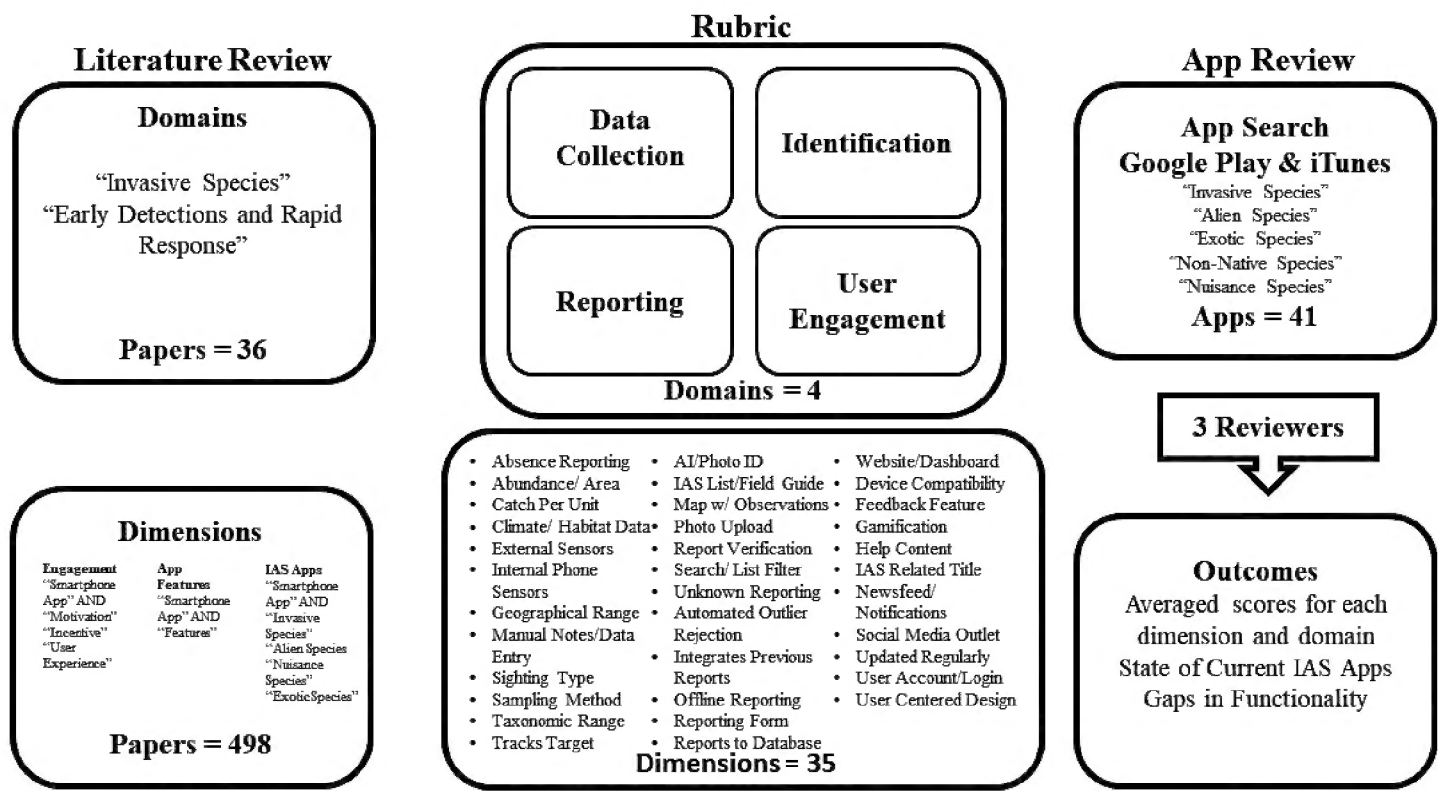 Literature Review
Domains
“Invasive Species”
“Early Detections and Rapid
Response”
Papers = 36
Dimensions
Engagement
“Smartphone
App” AND
“Motivation”
“Incentive”
“User
Experience”
App
Features
“Smartphone
App” AND
“Features”
IAS Apps
“Smartphone
App” AND
“Invasive
Species”
“Alien Species
“Nuisance
Species”
“Exotic Species”
Papers = 498
Rubric
Data
Collection
Identification
Reporting
User
Engagement
Domains = 4
• Absence Reporting
• Abundance/ Area
• Catch Per Unit
• Climate/ Habitat Data
• External Sensors
• Internal Phone
Sensors
• Geographical Range
• Manual Notes/Data
Entry
• Sighting Type
• Sampling Method
• Taxonomic Range
• Tracks Target
• AI/Photo ID
• IAS List/Field Guide
• Map w/ Observations
• Photo Upload
• Report Verification
• Search/ List Filter
• Unknown Reporting
• Automated Outlier
Rejection
• Integrates Previous
Reports
• Offline Reporting
• Reporting Form
• Reports to Database
• Website/Dashboard
• Device Compatibility
• Feedback Feature
• Gamification
• Help Content
• IAS Related Title
• Newsfeed/
Notifications
• Social Media Outlet
• Updated Regularly
• User Account/Login
• User Centered Design
Dimensions = 35
App Review
App Search
Google Play & iTunes
“Invasive Species”
“Alien Species”
“Exotic Species”
“Non-Native Species”
“Nuisance Species”
Apps = 41
3 Reviewers
Outcomes
Averaged scores for each
dimension and domain
State of Current IAS Apps
Gaps in Functionality